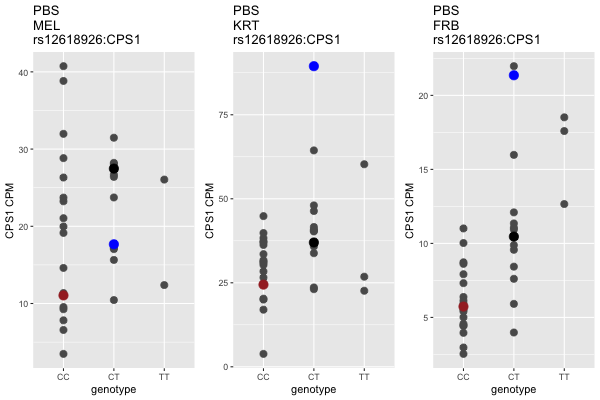 PBS
MEL
rs12618926:CPS1
CPS1 CPM
40
30
20
10
CC
CT
TT
genotype
PBS
KRT
rs12618926:CPS1
CPS1 CPM
75
50
25
0
CC
CT
TT
genotype
PBS
FRB
rs12618926:CPS1
CPS1 CPM
20
15
10
5
CC
CT
TT
genotype